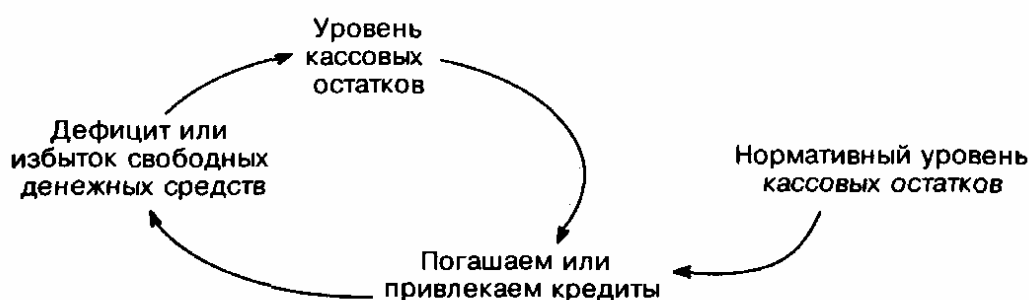 Уровень
кассовых
остатков
Дефицит или
избыток свободных
денежных средств
Нормативный уровень
кассовых остатков
Погашаем или
привлекаем кредиты